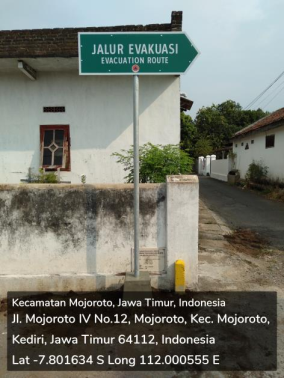 JALUR EVAKUASI
EVACUATION ROUTE
Kecamatan Mojoroto, Jawa Timur, Indonesia
Jl. Mojoroto IV No.12, Mojoroto, Kec. Mojoroto,
Kediri, Jawa Timur 64112, Indonesia
Lat -7.801634 S Long 112.000555 E